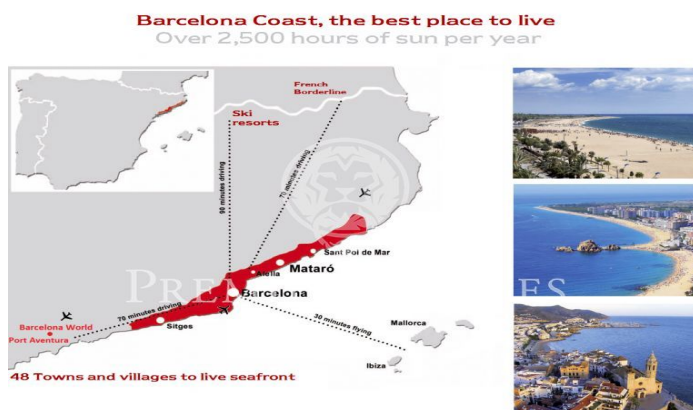 Barcelona Coast, the best place to live
Over 2,500 hours of sun per year
French
Borderline
Ski
resorts
90 minutes driving
70 minutes driving
Sant Pol de Mar
Alella
Mataró
Barcelona
70 minutes driving
Barcelona World
Port Aventura
Sitges
30 minutes flying
Mallorca
Ibiza
48 Towns and villages to live seafront